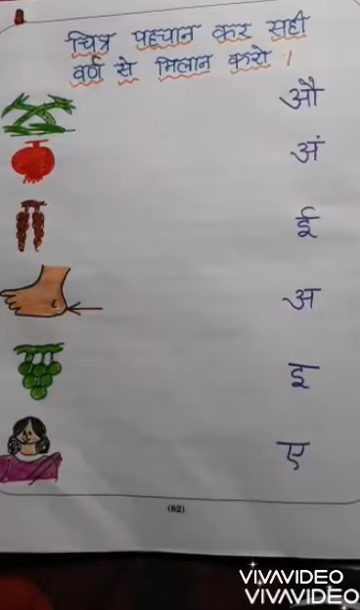 चित्र पहचान कर सही
वर्ण से मिलान करो ।
औ
अं
ई
अ
इ
ए
(82)
VIVAVIDEO
VIVAVIDEO